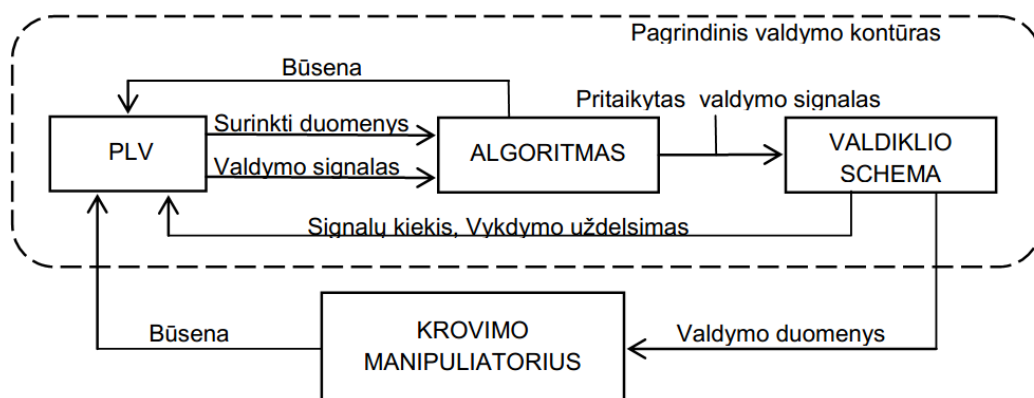 Pagrindinis valdymo kontūras
Būsena
Pritaikytas valdymo signalas
Surinkti duomenys
PLV
ALGORITMAS
VALDIKLIO
SCHEMA
Valdymo signalas
Signalų kiekis, Vykdymo uždelsimas
KROVIMO
MANIPULIATORIUS
Būsena
Valdymo duomenys